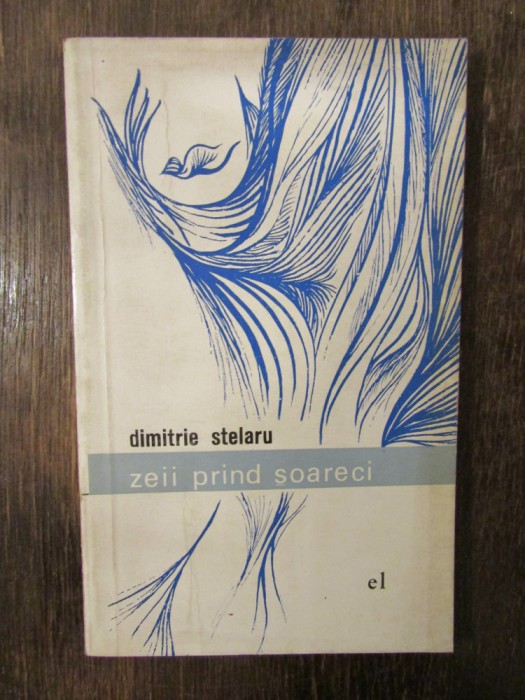 dimitrie stelaru
zeii prind soareci
el